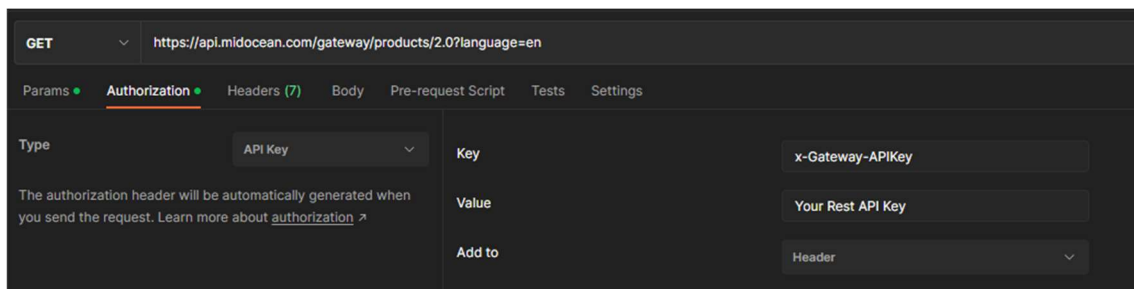 GET https://api.midocean.com/gateway/products/2.0?language=en
Params Authorization Headers (7) Body Pre-request Script Tests Settings
Type API Key
The authorization header will be automatically generated when
you send the request. Learn more about authorization ↗
Key x-Gateway-APIKey
Value Your Rest API Key
Add to Header